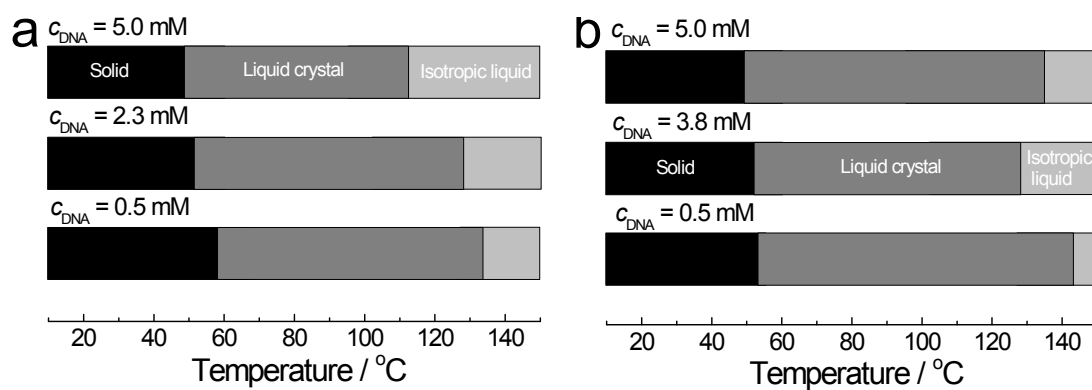 a
c_DNA = 5.0 mM
Solid Liquid crystal Isotropic liquid
c_DNA = 2.3 mM
c_DNA = 0.5 mM
20 40 60 80 100 120 140
Temperature / °C
b
c_DNA = 5.0 mM
c_DNA = 3.8 mM
Solid Liquid crystal Isotropic
liquid
c_DNA = 0.5 mM
20 40 60 80 100 120 140
Temperature / °C